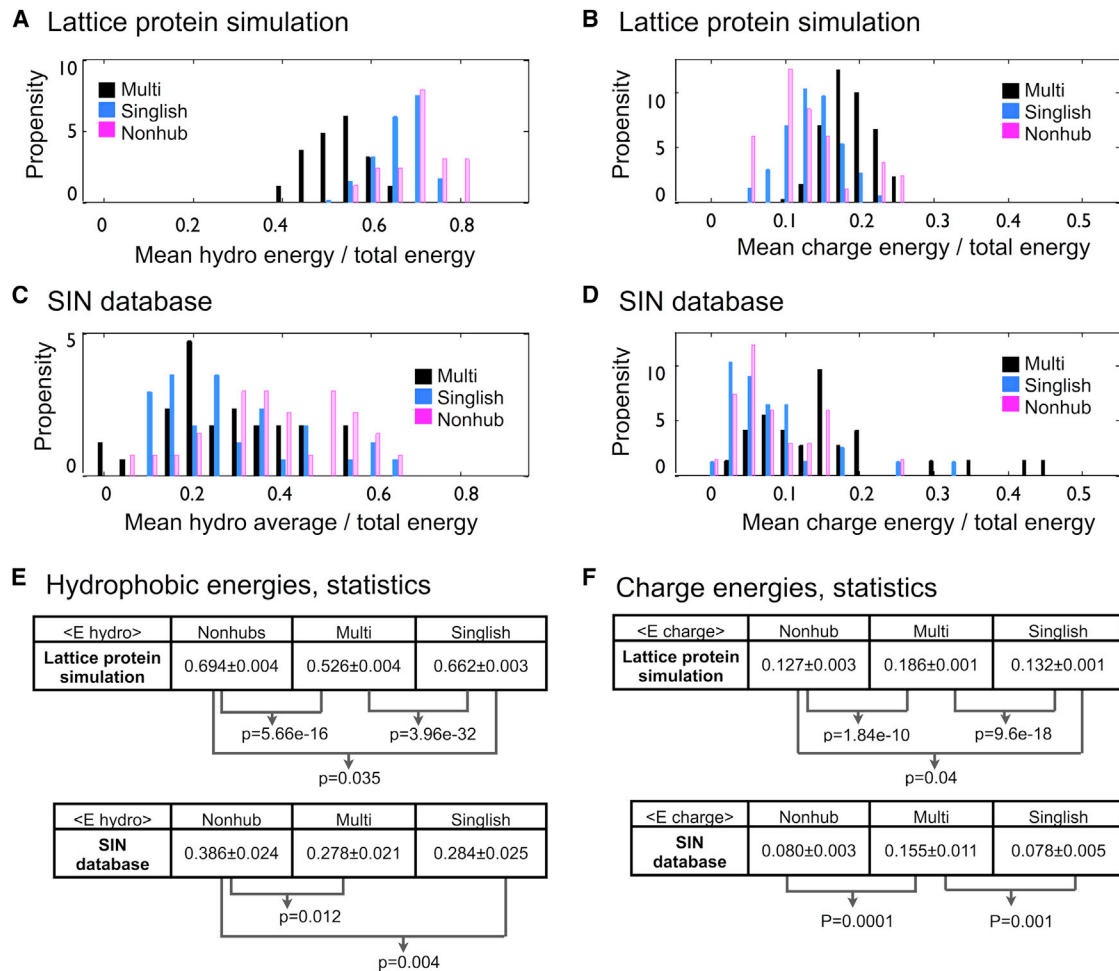 A Lattice protein simulation
10
5
0
Propensity
Multi
Singlish
Nonhub
0 0.2 0.4 0.6 0.8
Mean hydro energy / total energy
B Lattice protein simulation
10
5
0
Propensity
Multi
Singlish
Nonhub
0 0.1 0.2 0.3 0.4 0.5
Mean charge energy / total energy
C SIN database
5
0
Propensity
Multi
Singlish
Nonhub
0 0.2 0.4 0.6 0.8
Mean hydro average / total energy
D SIN database
10
5
0
Propensity
Multi
Singlish
Nonhub
0 0.1 0.2 0.3 0.4 0.5
Mean charge energy / total energy
E Hydrophobic energies, statistics
<E hydro> Nonhubs Multi Singlish
Lattice protein
simulation
0.694±0.004 0.526±0.004 0.662±0.003
p=5.66e-16 p=3.96e-32
p=0.035
<E hydro> Nonhub Multi Singlish
SIN
database
0.386±0.024 0.278±0.021 0.284±0.025
p=0.012
p=0.004
F Charge energies, statistics
<E charge> Nonhub Multi Singlish
Lattice protein
simulation
0.127±0.003 0.186±0.001 0.132±0.001
p=1.84e-10 p=9.6e-18
p=0.04
<E charge> Nonhub Multi Singlish
SIN
database
0.080±0.003 0.155±0.011 0.078±0.005
P=0.0001 P=0.001